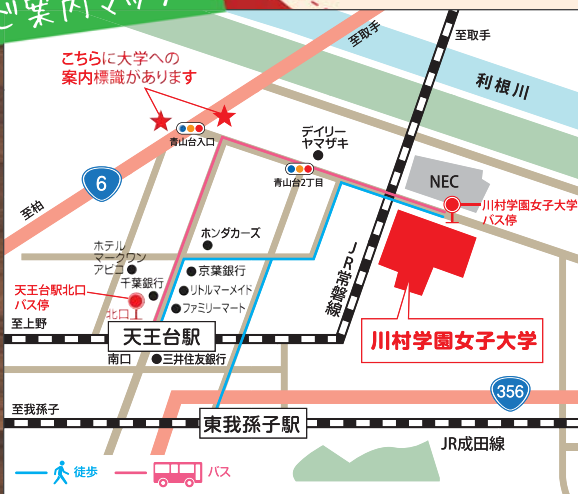 ご案内マップ
こちらに大学への
案内標識があります
至取手
至取手
利根川
青山台入口
デイリー
ヤマザキ
青山台2丁目
NEC
6
川村学園女子大学
バス停
至柏
ホンダカーズ
ホテル
マークワン
アビコ
千葉銀行
京葉銀行
リトルマーメイド
ファミリーマート
JR常磐線
天王台駅北口
バス停
北口
至上野
天王台駅
川村学園女子大学
南口
三井住友銀行
356
至我孫子
東我孫子駅
JR成田線
徒歩
バス